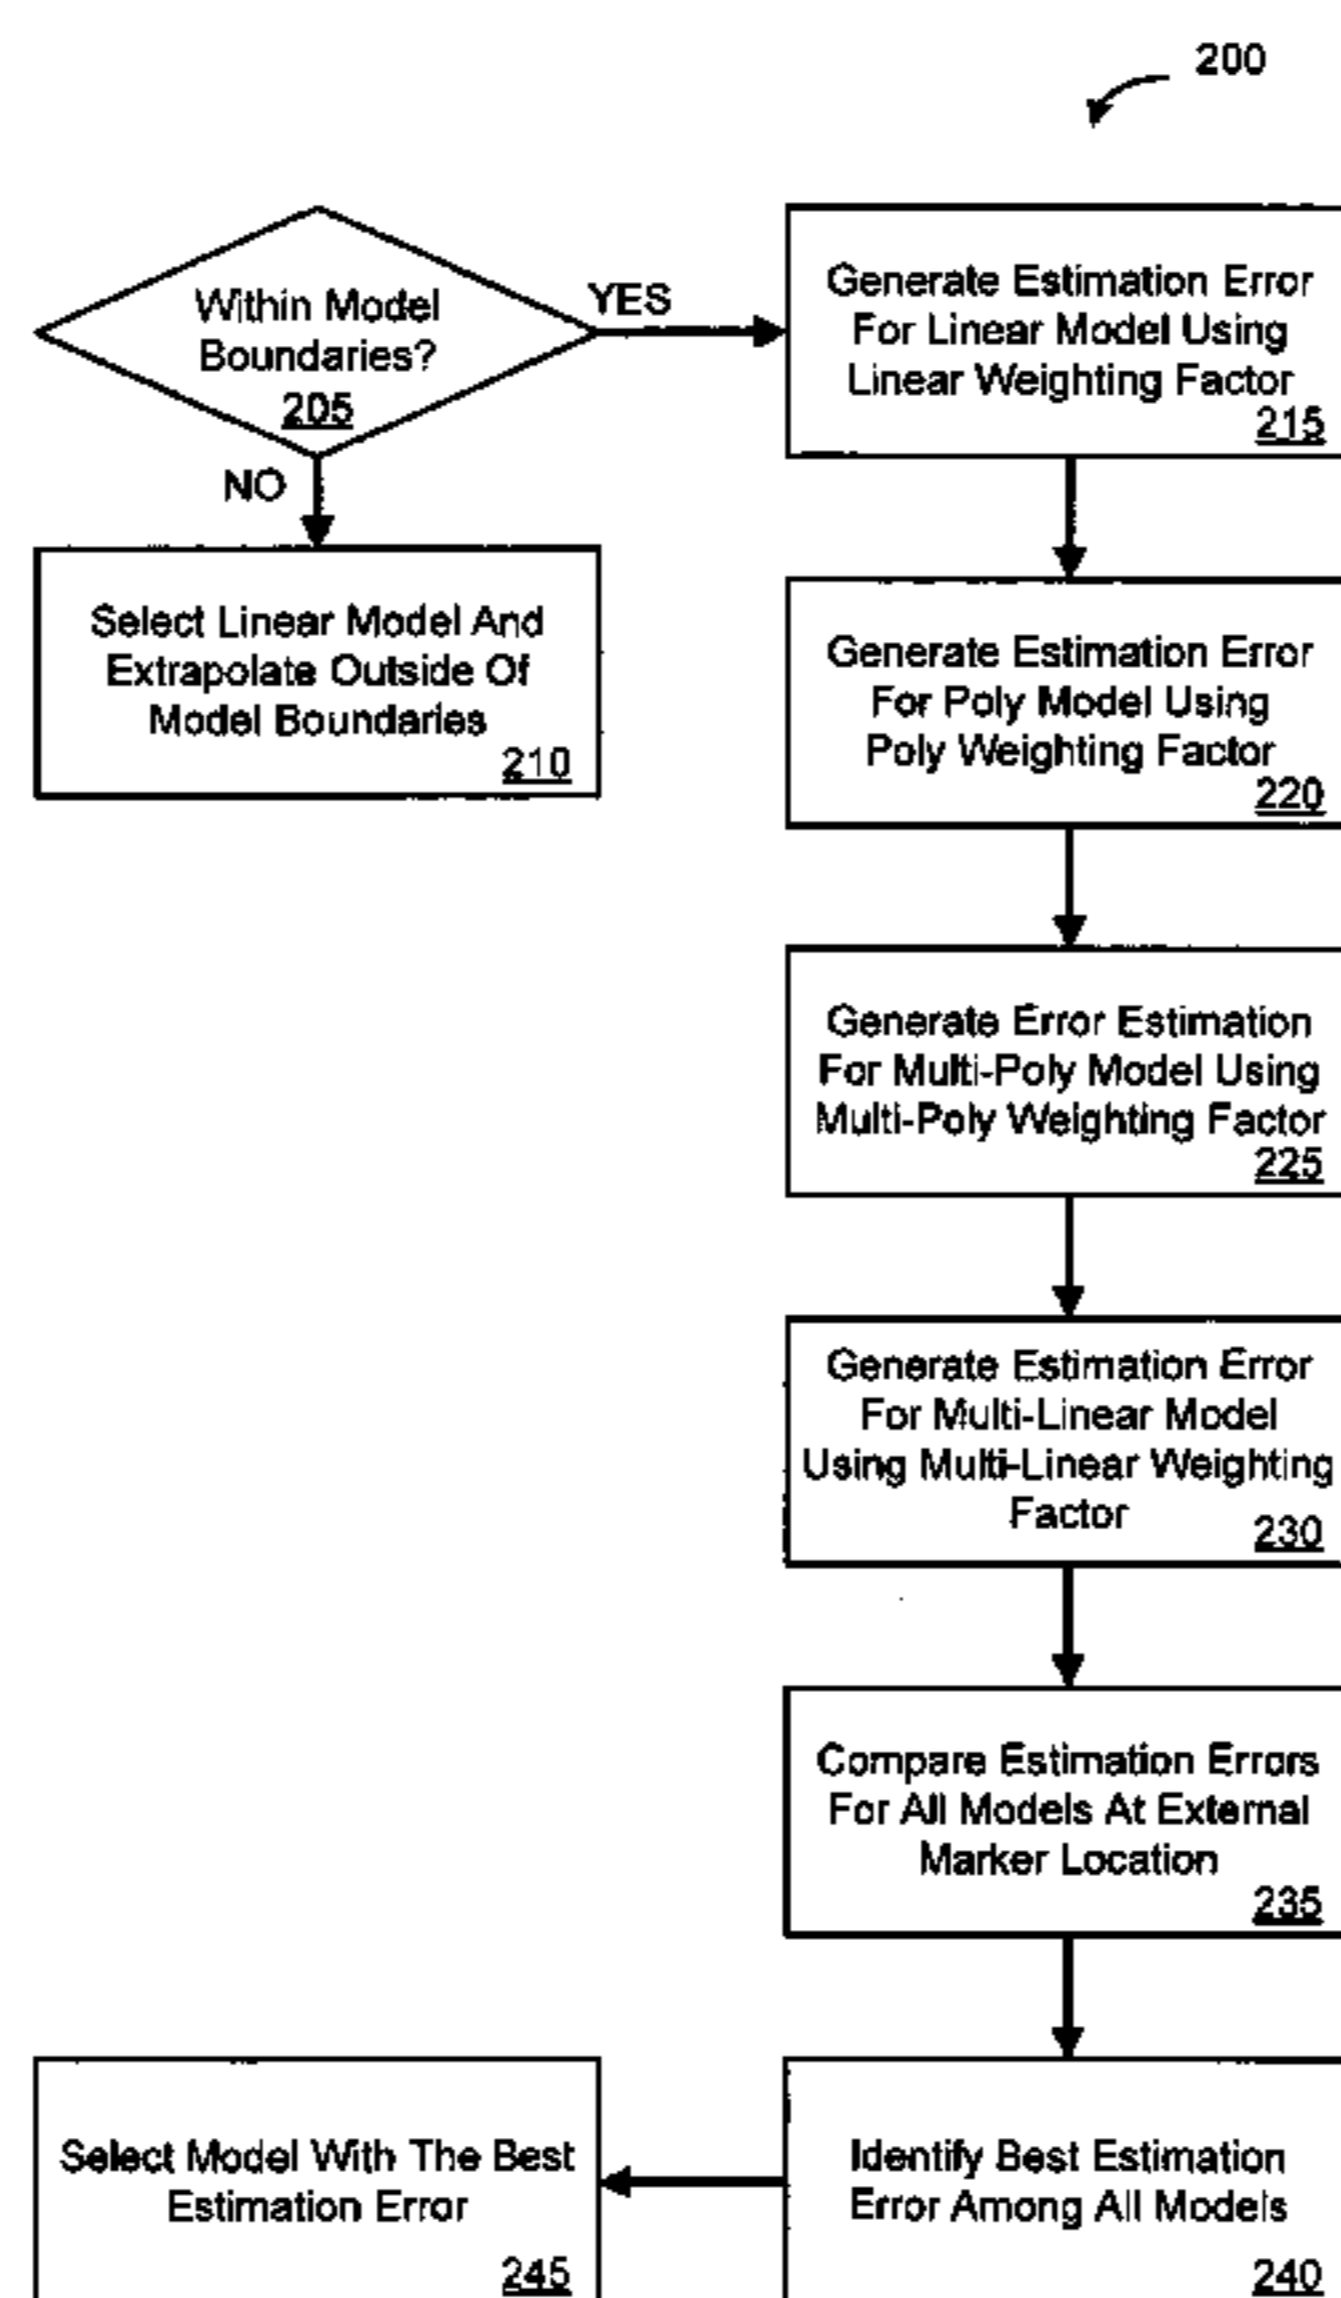 200
Within Model
Boundaries?
205
YES
NO
Select Linear Model And
Extrapolate Outside Of
Model Boundaries
210
Generate Estimation Error
For Linear Model Using
Linear Weighting Factor
215
Generate Estimation Error
For Poly Model Using
Poly Weighting Factor
220
Generate Error Estimation
For Multi-Poly Model Using
Multi-Poly Weighting Factor
225
Generate Estimation Error
For Multi-Linear Model
Using Multi-Linear Weighting
Factor
230
Compare Estimation Errors
For All Models At External
Marker Location
235
Identify Best Estimation
Error Among All Models
240
Select Model With The Best
Estimation Error
245